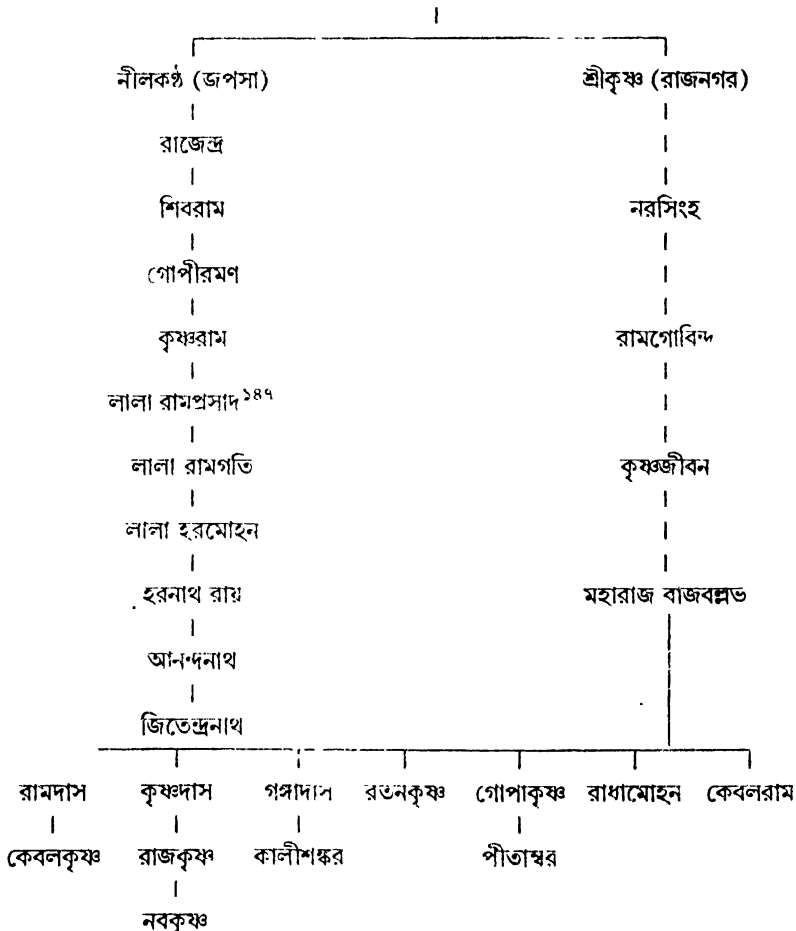 নীলকণ্ঠ (জপসা) শ্রীকৃষ্ণ (রাজনগর)
রাজেন্দ্র
শিবরাম নরসিংহ
গোপীরমণ
কৃষ্ণরাম রামগোবিন্দ
লালা রামপ্রসাদ১৪৭
লালা রামগতি কৃষ্ণজীবন
লালা হরমোহন
হরনাথ রায় মহারাজ বাজবল্লভ
আনন্দনাথ
জিতেন্দ্রনাথ
রামদাস কৃষ্ণদাস গঙ্গাদাস রতনকৃষ্ণ গোপাকৃষ্ণ রাধামোহন কেবলরাম
কেবলকৃষ্ণ রাজকৃষ্ণ কালীশঙ্কর পীতাম্বর
নবকৃষ্ণ